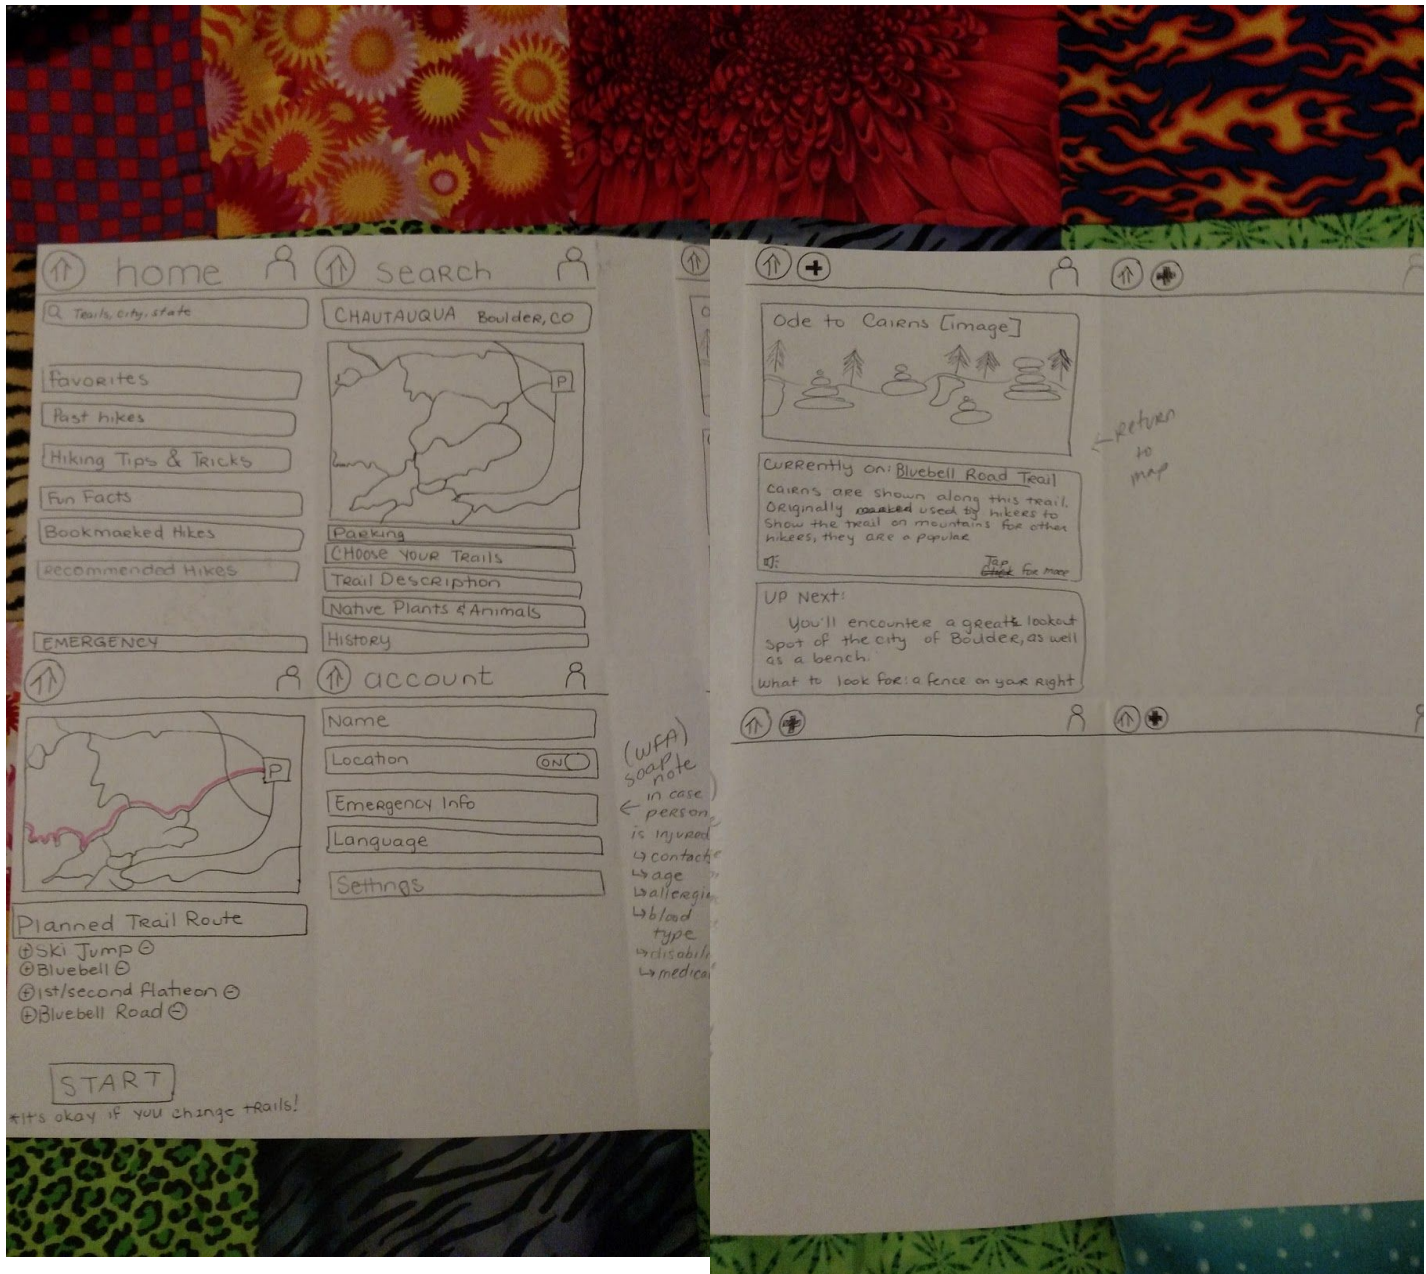 home
Trails, city, state
Favorites
Past hikes
Hiking Tips & Tricks
Fun Facts
Bookmarked Hikes
Recommended Hikes
EMERGENCY
search
CHAUTAUQUA Boulder, CO
P
Parking
CHoose your Trails
Trail Description
Native Plants & Animals
History
P
Planned Trail Route
Ski Jump
Bluebell
1st/second flatieon
Bluebell Road
START
*It's okay if you change trails!
account
Name
Location ON
Emergency Info
Language
Settings
(WFA)
soap
note
in case
person
is injured
contact
age
allergi
blood
type
disabil
medical
Ode to Cairns [image]
Currently on: Bluebell Road Trail
Cairns are shown along this trail.
Originally used by hikers to
show the trail on mountains for other
hikers, they are a popular
Tap
Click for more
UP Next:
You'll encounter a great lookout
spot of the city of Boulder, as well
as a bench.
What to look for: a fence on your right
return
to
map